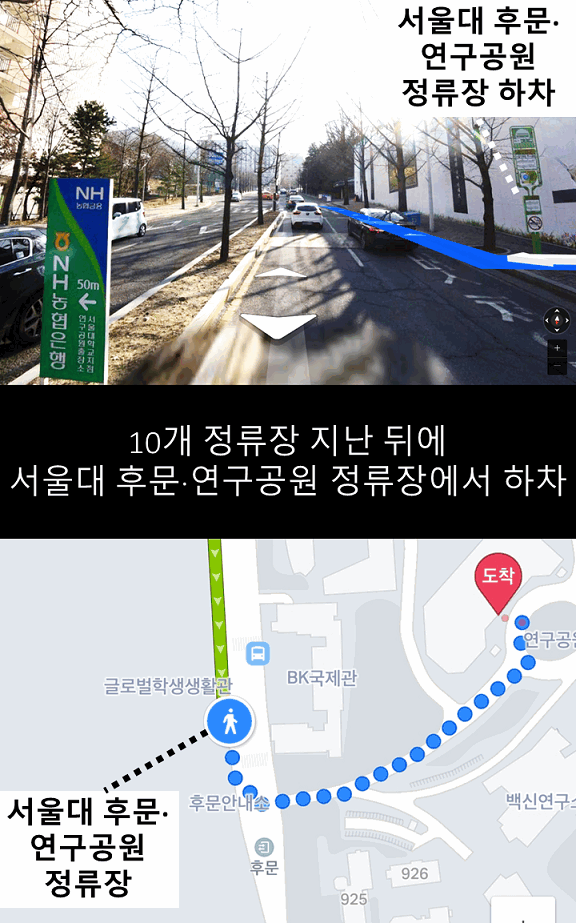 서울대 후문·
연구공원
정류장 하차
NH
농협금융
NH농협은행
50m
서울대학교지점
연구공원출장소
10개 정류장 지난 뒤에
서울대 후문·연구공원 정류장에서 하차
도착
연구공원
글로벌학생생활관
BK국제관
후문안내소
백신연구소
서울대 후문·
연구공원
정류장
후문
926
925